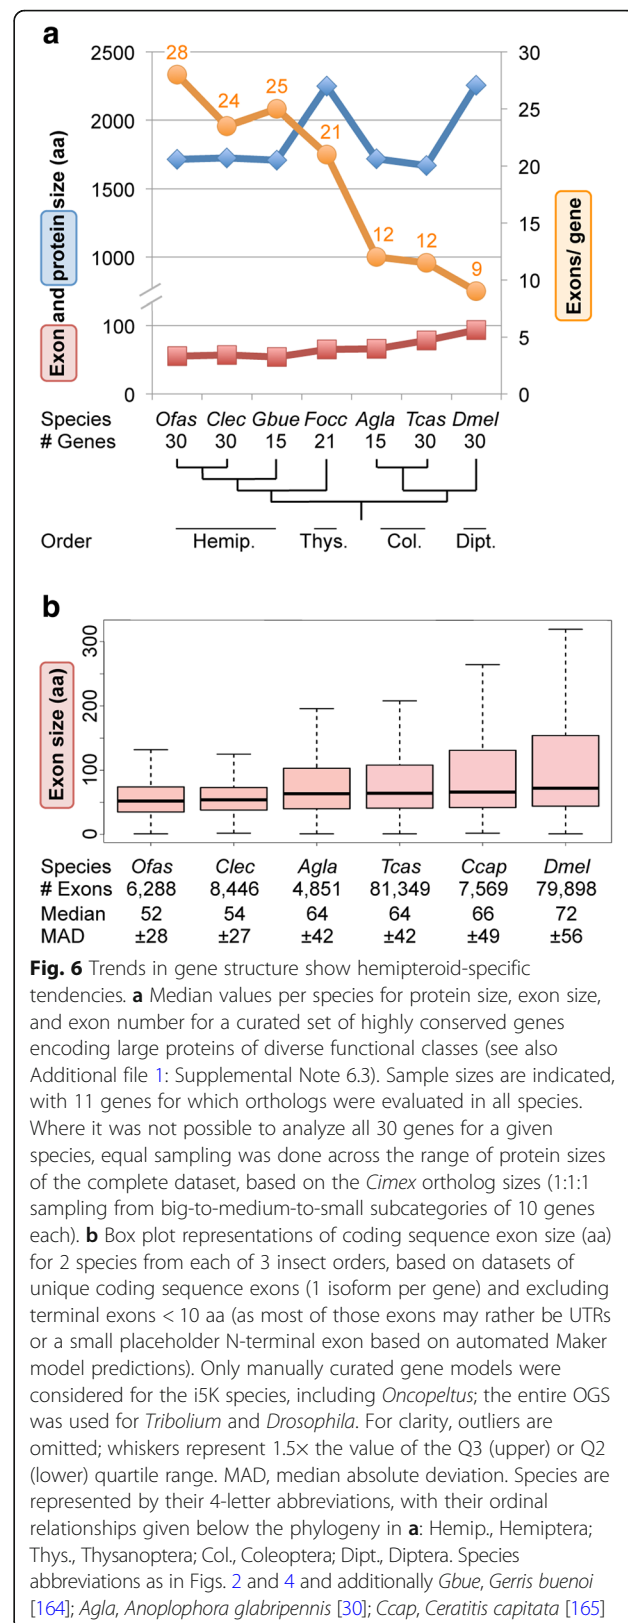 a
2500
2000
1500
1000
100
0
30
25
20
15
10
5
0
28
24
25
21
12
12
9
Exon and protein size (aa)
Exons/ gene
Species Ofas Clec Gbue Focc Agla Tcas Dmel
# Genes 30 30 15 21 15 30 30
Order Hemip. Thys. Col. Dipt.
b
Exon size (aa)
300
200
100
0
Species Ofas Clec Agla Tcas Ccap Dmel
# Exons 6,288 8,446 4,851 81,349 7,569 79,898
Median 52 54 64 64 66 72
MAD ±28 ±27 ±42 ±42 ±49 ±56
Fig. 6 Trends in gene structure show hemipteroid-specific
tendencies. a Median values per species for protein size, exon size,
and exon number for a curated set of highly conserved genes
encoding large proteins of diverse functional classes (see also
Additional file 1: Supplemental Note 6.3). Sample sizes are indicated,
with 11 genes for which orthologs were evaluated in all species.
Where it was not possible to analyze all 30 genes for a given
species, equal sampling was done across the range of protein sizes
of the complete dataset, based on the Cimex ortholog sizes (1:1:1
sampling from big-to-medium-to-small subcategories of 10 genes
each). b Box plot representations of coding sequence exon size (aa)
for 2 species from each of 3 insect orders, based on datasets of
unique coding sequence exons (1 isoform per gene) and excluding
terminal exons < 10 aa (as most of those exons may rather be UTRs
or a small placeholder N-terminal exon based on automated Maker
model predictions). Only manually curated gene models were
considered for the i5K species, including Oncopeltus; the entire OGS
was used for Tribolium and Drosophila. For clarity, outliers are
omitted; whiskers represent 1.5× the value of the Q3 (upper) or Q2
(lower) quartile range. MAD, median absolute deviation. Species are
represented by their 4-letter abbreviations, with their ordinal
relationships given below the phylogeny in a: Hemip., Hemiptera;
Thys., Thysanoptera; Col., Coleoptera; Dipt., Diptera. Species
abbreviations as in Figs. 2 and 4 and additionally Gbue, Gerris buenoi
[164]; Agla, Anoplophora glabripennis [30]; Ccap, Ceratitis capitata [165]